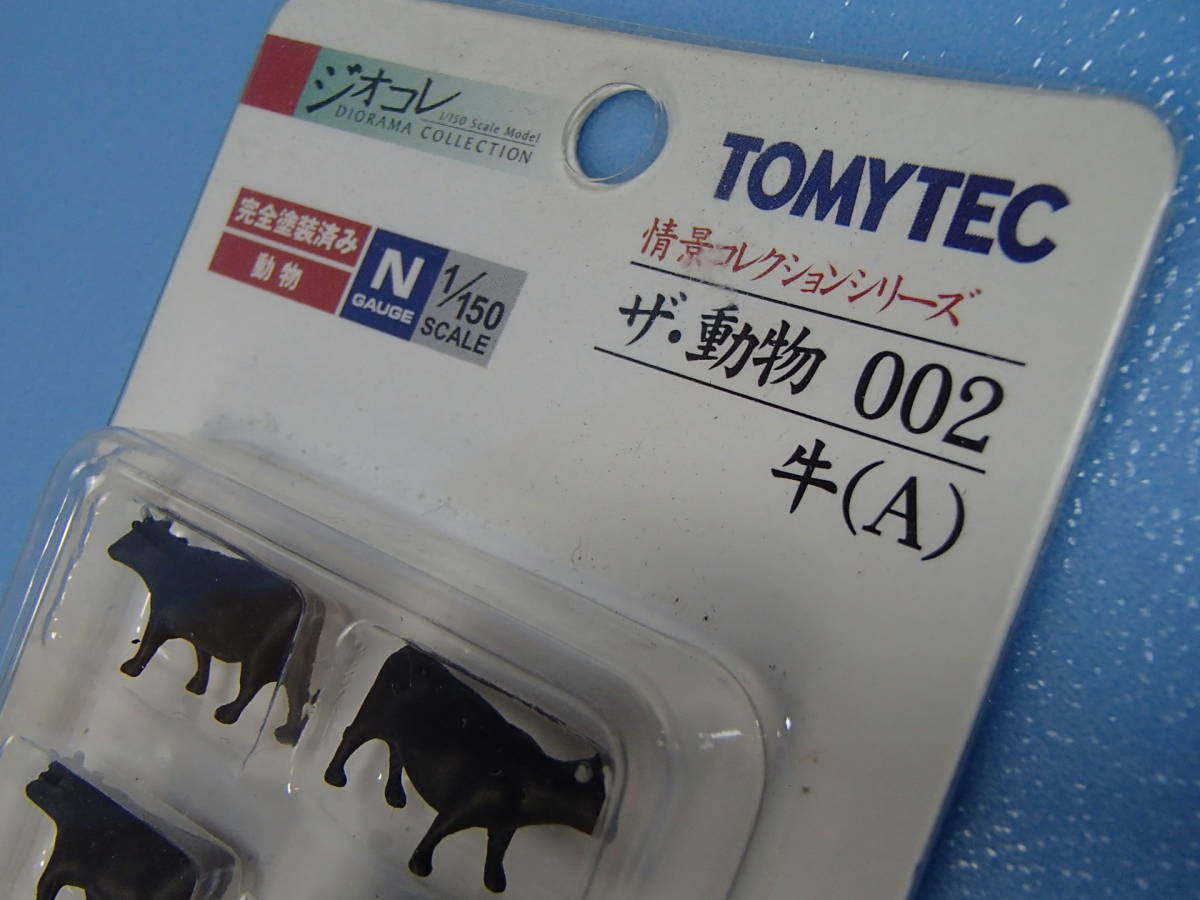 ジオコレ
1/150 Scale Model
DIORAMA COLLECTION
TOMYTEC
完全塗装済み
動物
N
GAUGE
1/150
SCALE
情景コレクションシリーズ
ザ・動物 002
牛(A)